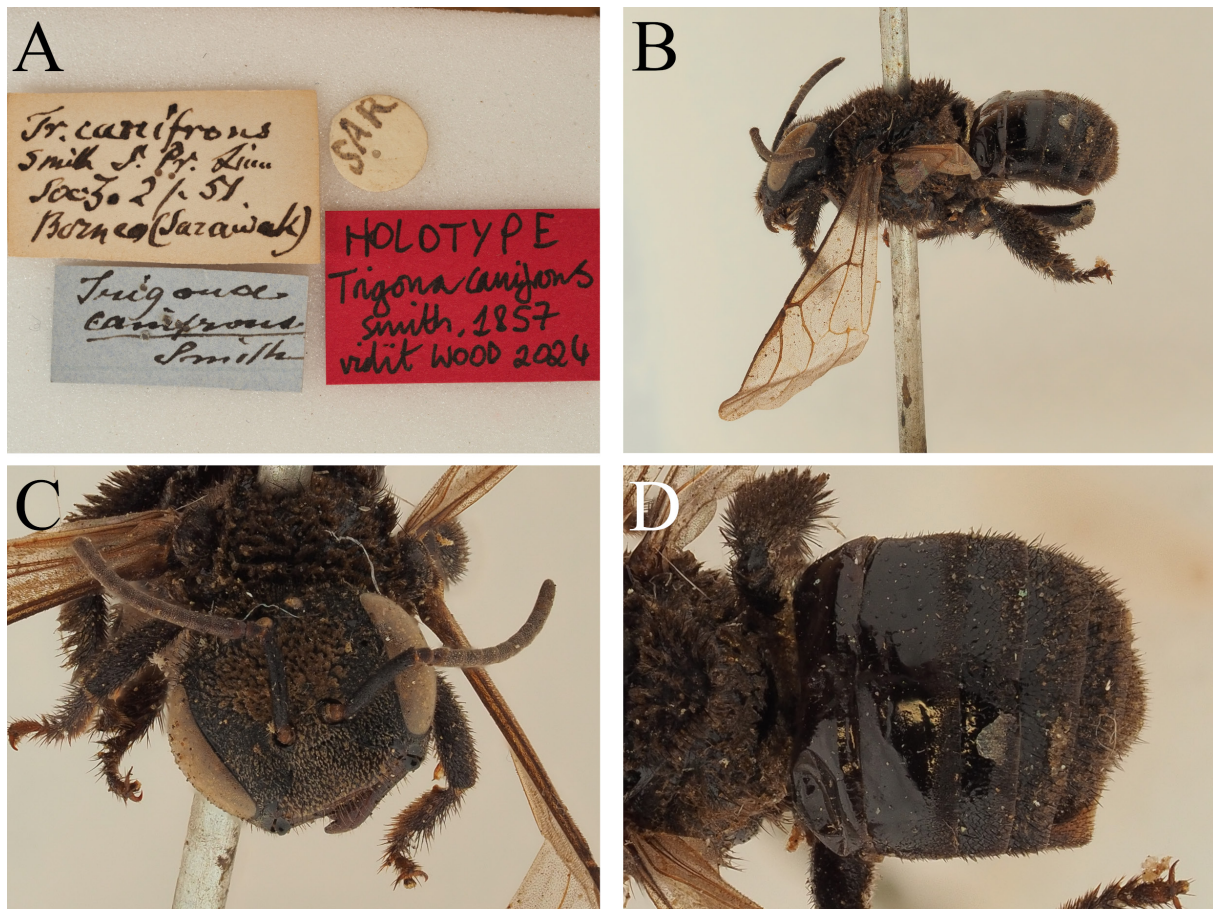 A
Tr. canifrons
Smith J. Pr. Linn
Soc. Z. 2 p. 51
Borneo (Sarawak)
SAR.
Trigona
canifrons
Smith
HOLOTYPE
Trigona canifrons
smith, 1857
vidit WOOD 2024
B
C
D